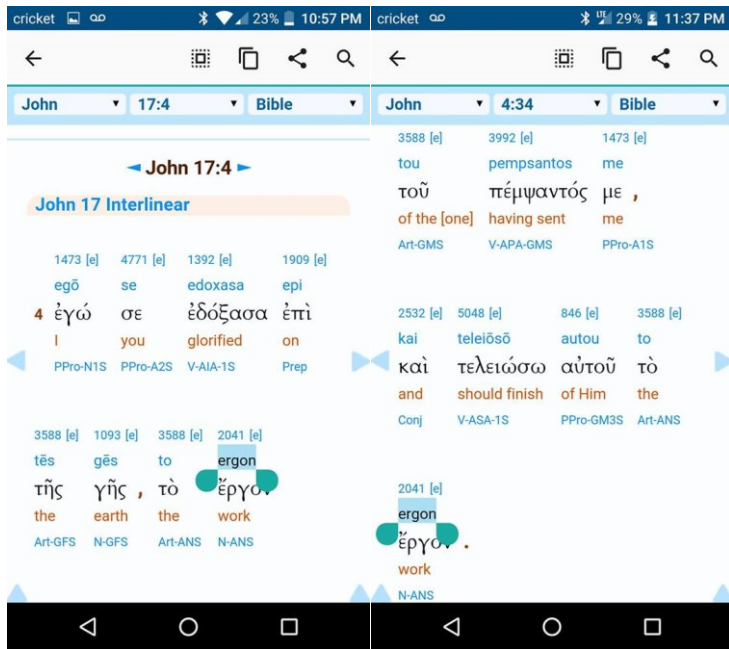 cricket 23% 10:57 PM
John 17:4 Bible
John 17:4
John 17 Interlinear
1473 [e] 4771 [e] 1392 [e] 1909 [e]
egō se edoxasa epi
4 ἐγώ σε ἐδόξασα ἐπὶ
I you glorified on
PPro-N1S PPro-A2S V-AIA-1S Prep
3588 [e] 1093 [e] 3588 [e] 2041 [e]
tēs gēs to ergon
τῆς γῆς , τὸ ἔργον
the earth the work
Art-GFS N-GFS Art-ANS N-ANS
cricket LTE 29% 11:37 PM
John 4:34 Bible
3588 [e] 3992 [e] 1473 [e]
tou pempsantos me
τοῦ πέμψαντός με ,
of the [one] having sent me
Art-GMS V-APA-GMS PPro-A1S
2532 [e] 5048 [e] 846 [e] 3588 [e]
kai teleiōsō autou to
καὶ τελειώσω αὐτοῦ τὸ
and should finish of Him the
Conj V-ASA-1S PPro-GM3S Art-ANS
2041 [e]
ergon
ἔργον .
work
N-ANS